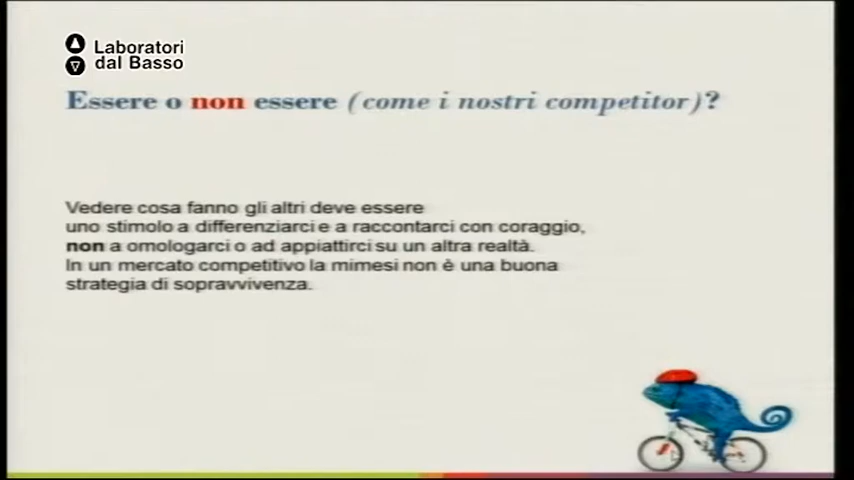 Laboratori
dal Basso
Essere o non essere (come i nostri competitor)?
Vedere cosa fanno gli altri deve essere
uno stimolo a differenziarci e a raccontarci con coraggio,
non a omologarci o ad appiattirci su un altra realtà.
In un mercato competitivo la mimesi non è una buona
strategia di sopravvivenza.